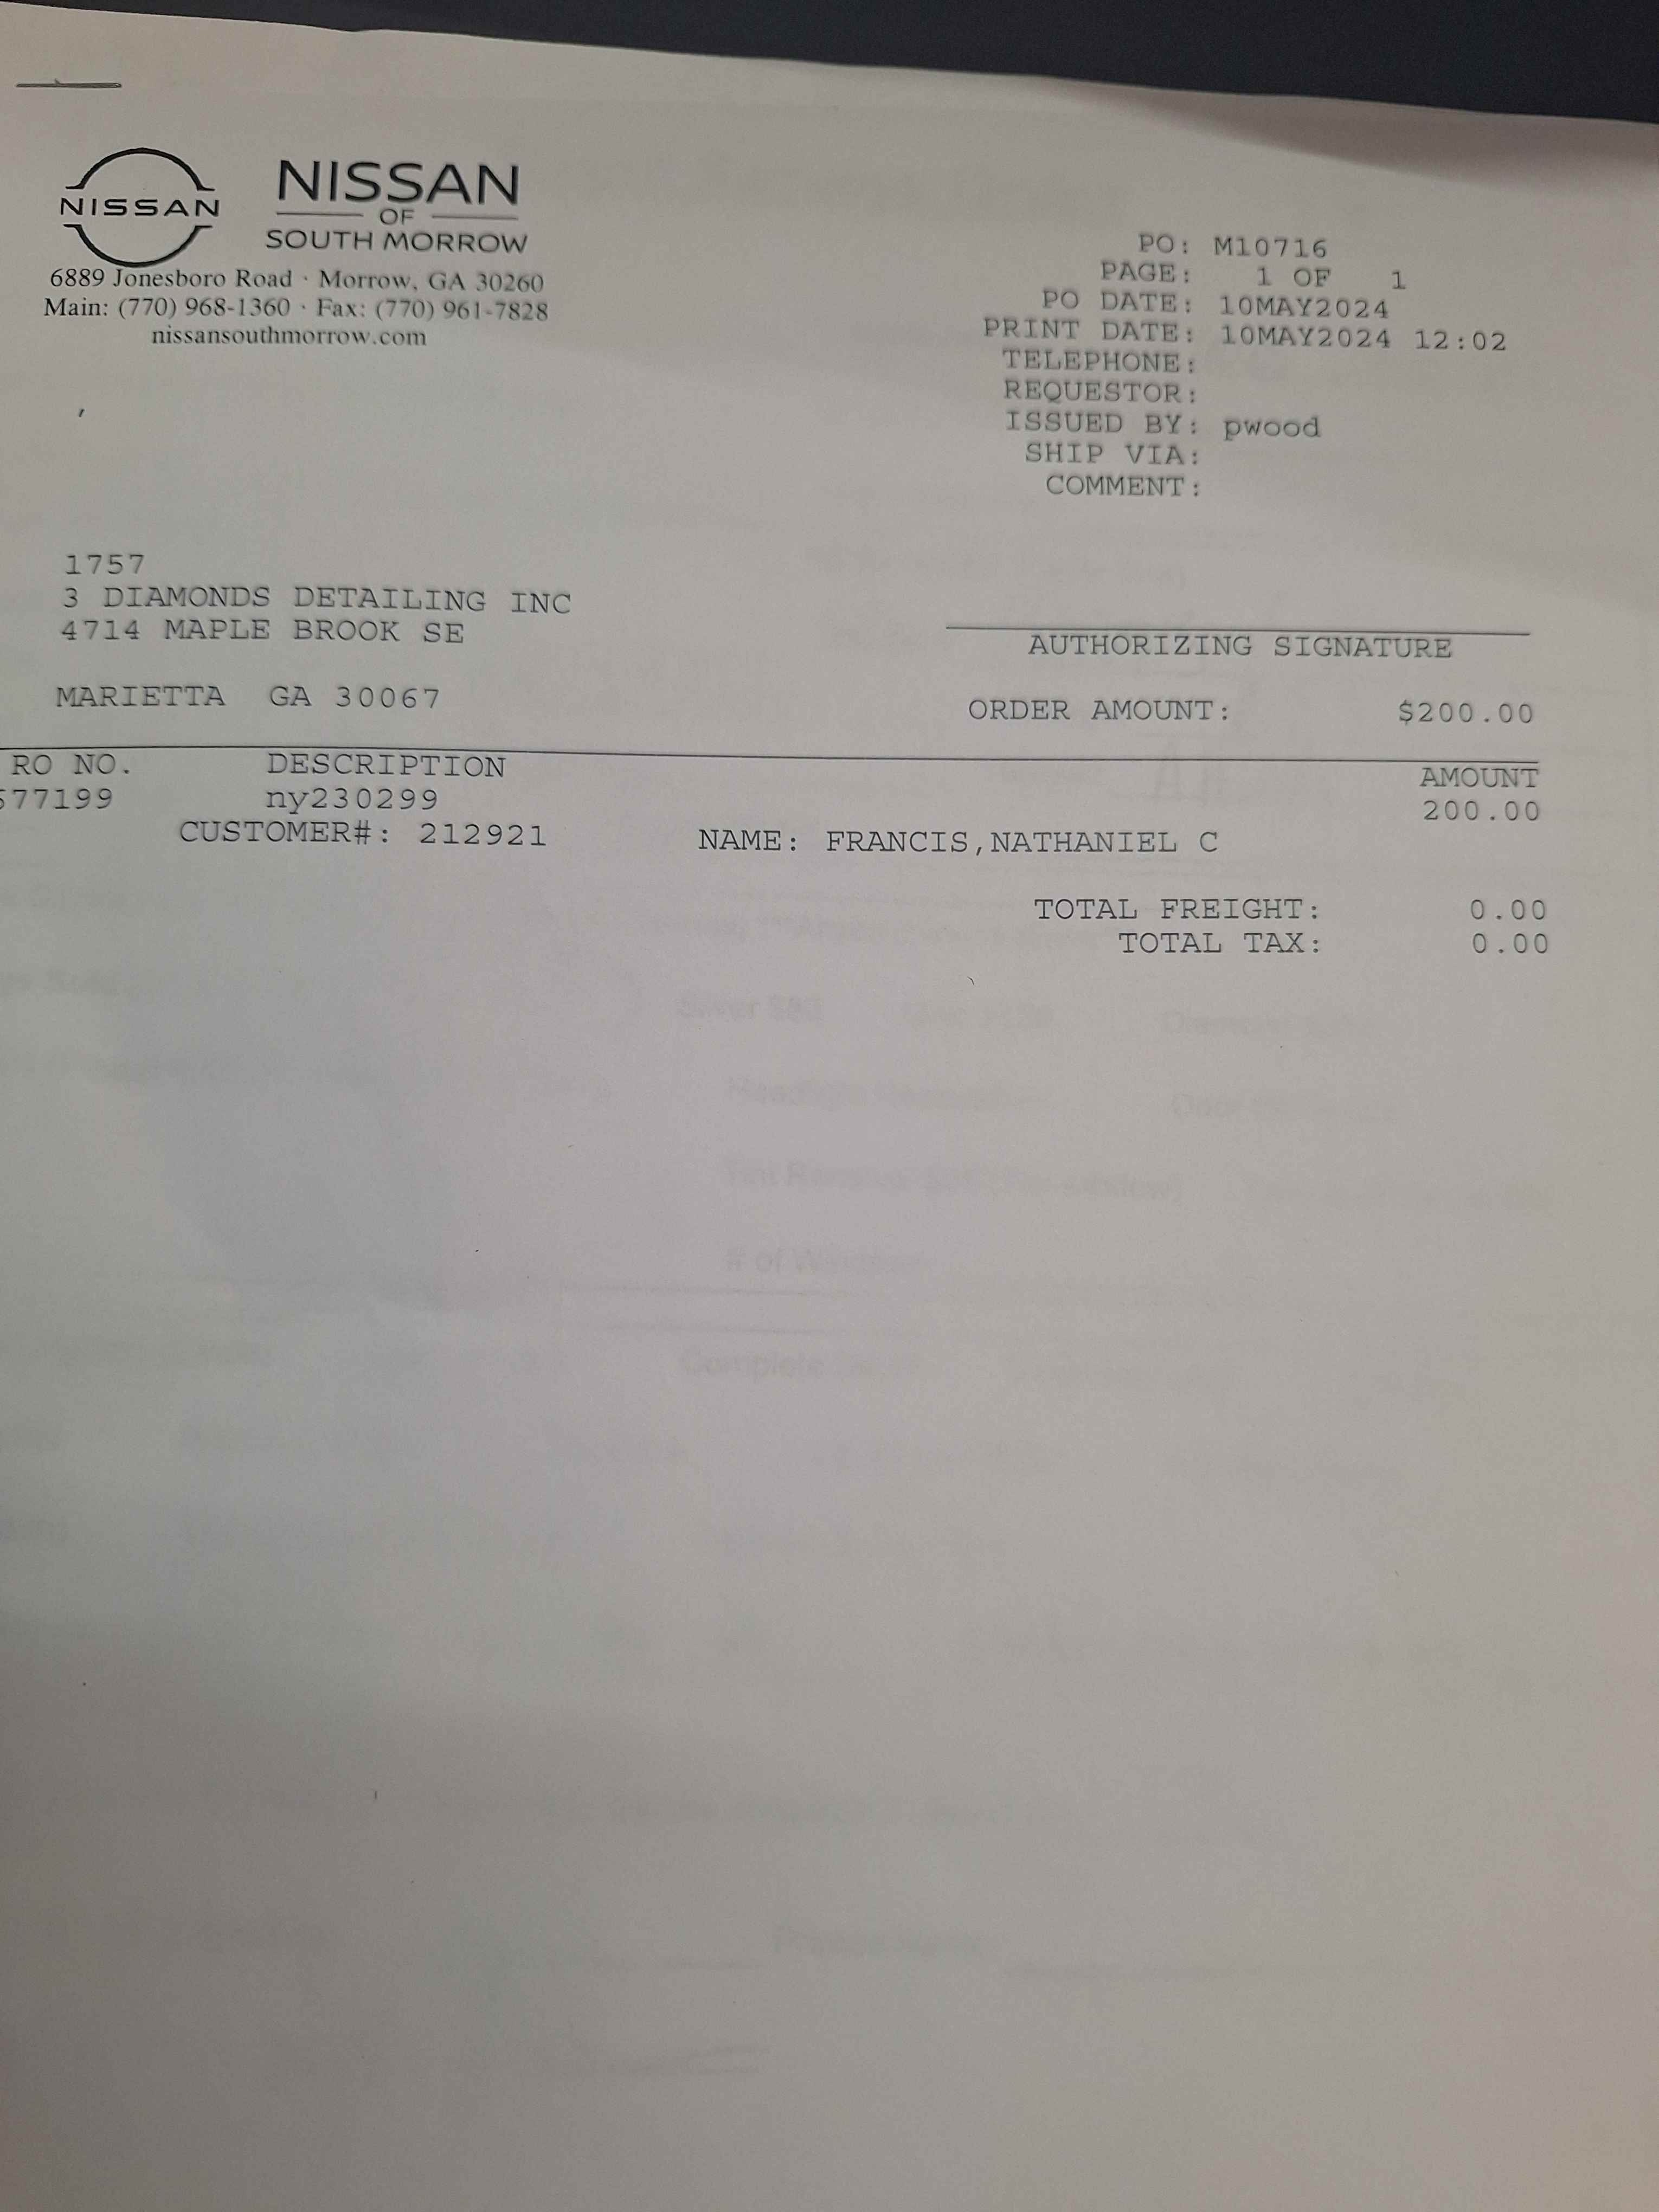 NISSAN
NISSAN
OF
SOUTH MORROW
6889 Jonesboro Road · Morrow, GA 30260
Main: (770) 968-1360 · Fax: (770) 961-7828
nissansouthmorrow.com
PO: M10716
PAGE: 1 OF 1
PO DATE: 10MAY2024
PRINT DATE: 10MAY2024 12:02
TELEPHONE:
REQUESTOR:
ISSUED BY: pwood
SHIP VIA:
COMMENT:
1757
3 DIAMONDS DETAILING INC
4714 MAPLE BROOK SE
MARIETTA GA 30067
AUTHORIZING SIGNATURE
ORDER AMOUNT: $200.00
RO NO. DESCRIPTION AMOUNT
577199 ny230299 200.00
CUSTOMER#: 212921 NAME: FRANCIS,NATHANIEL C
TOTAL FREIGHT: 0.00
TOTAL TAX: 0.00